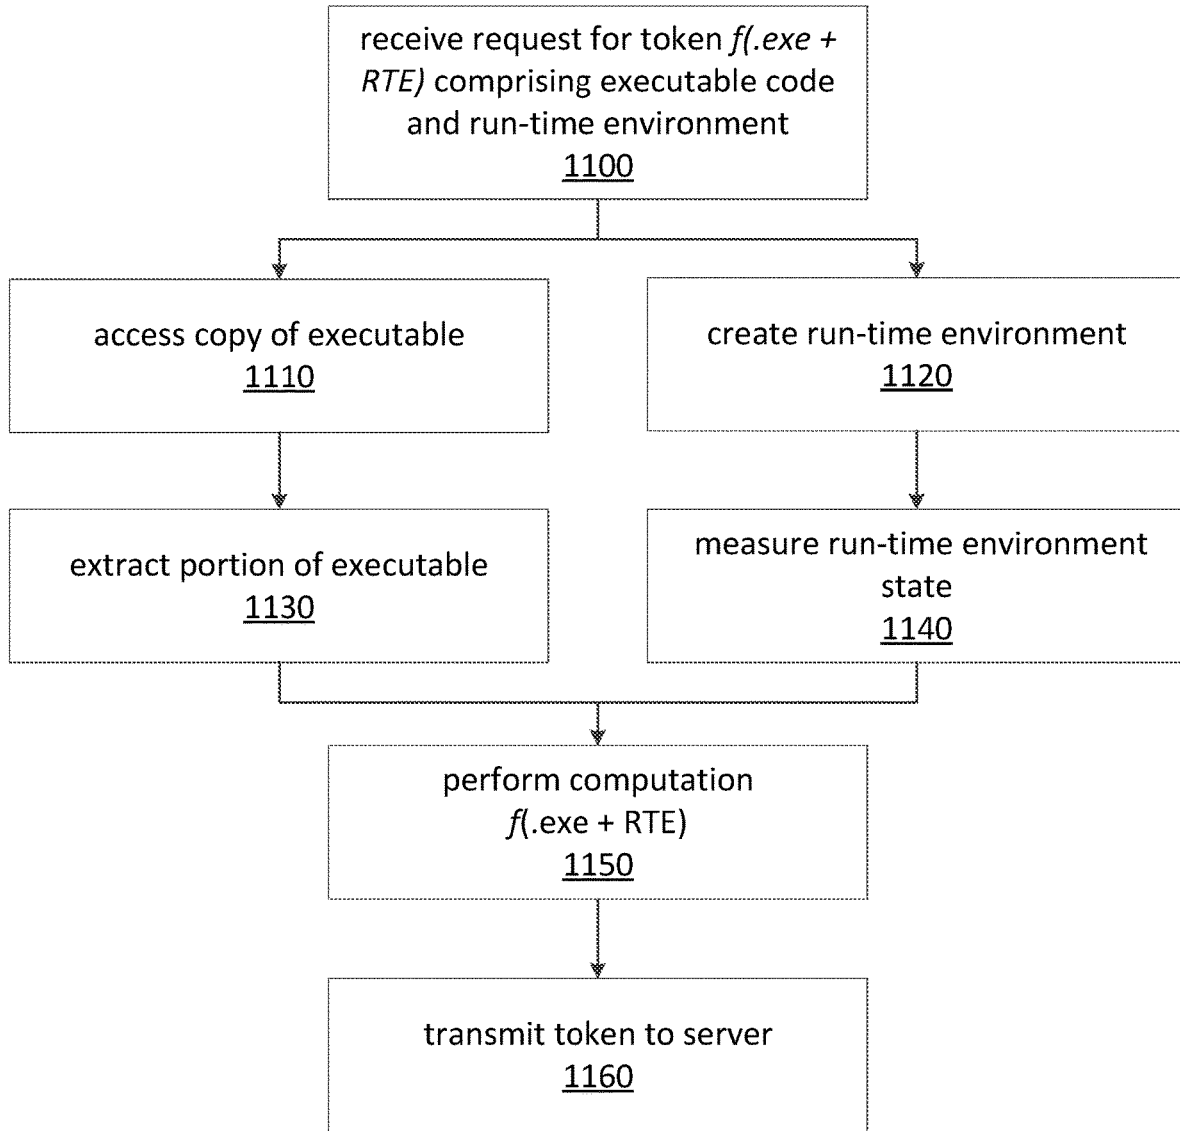 receive request for token f(.exe +
RTE) comprising executable code
and run-time environment
1100
access copy of executable
1110
create run-time environment
1120
extract portion of executable
1130
measure run-time environment
state
1140
perform computation
f(.exe + RTE)
1150
transmit token to server
1160